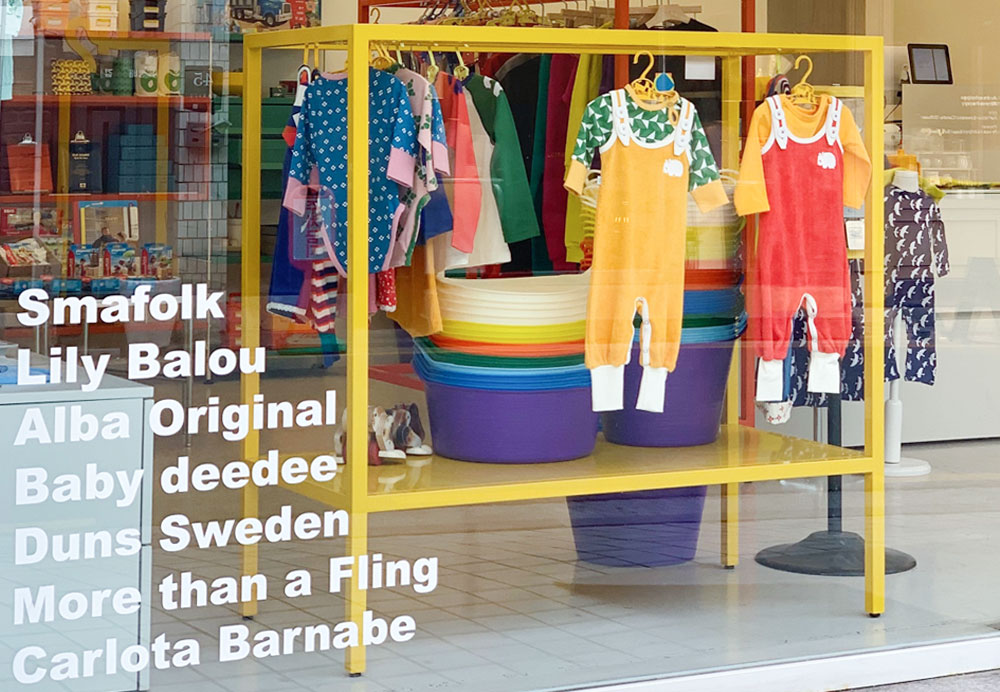 Smafolk
Lily Balou
Alba Original
Baby deedee
Duns Sweden
More than a Fling
Carlota Barnabe